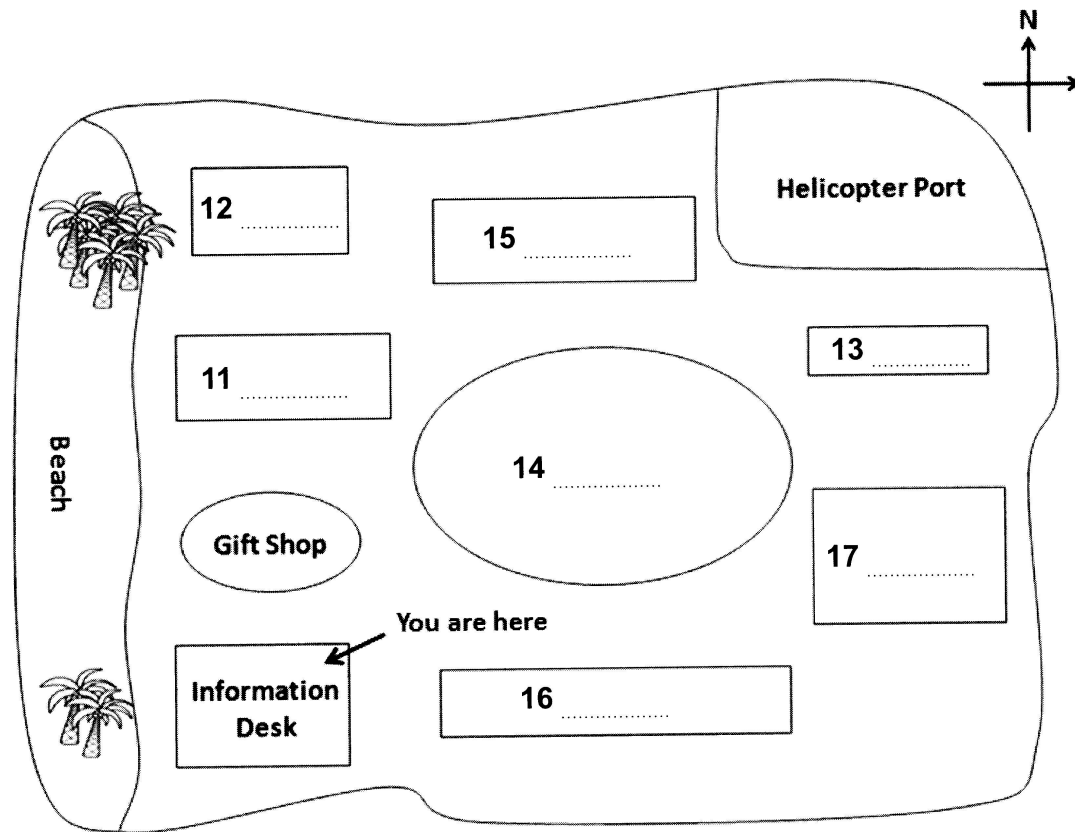 N
Helicopter Port
12 ....................
15 ......................
13 ....................
11 ......................
14 ......................
Beach
Gift Shop
17 ......................
You are here
Information
Desk
16 ......................